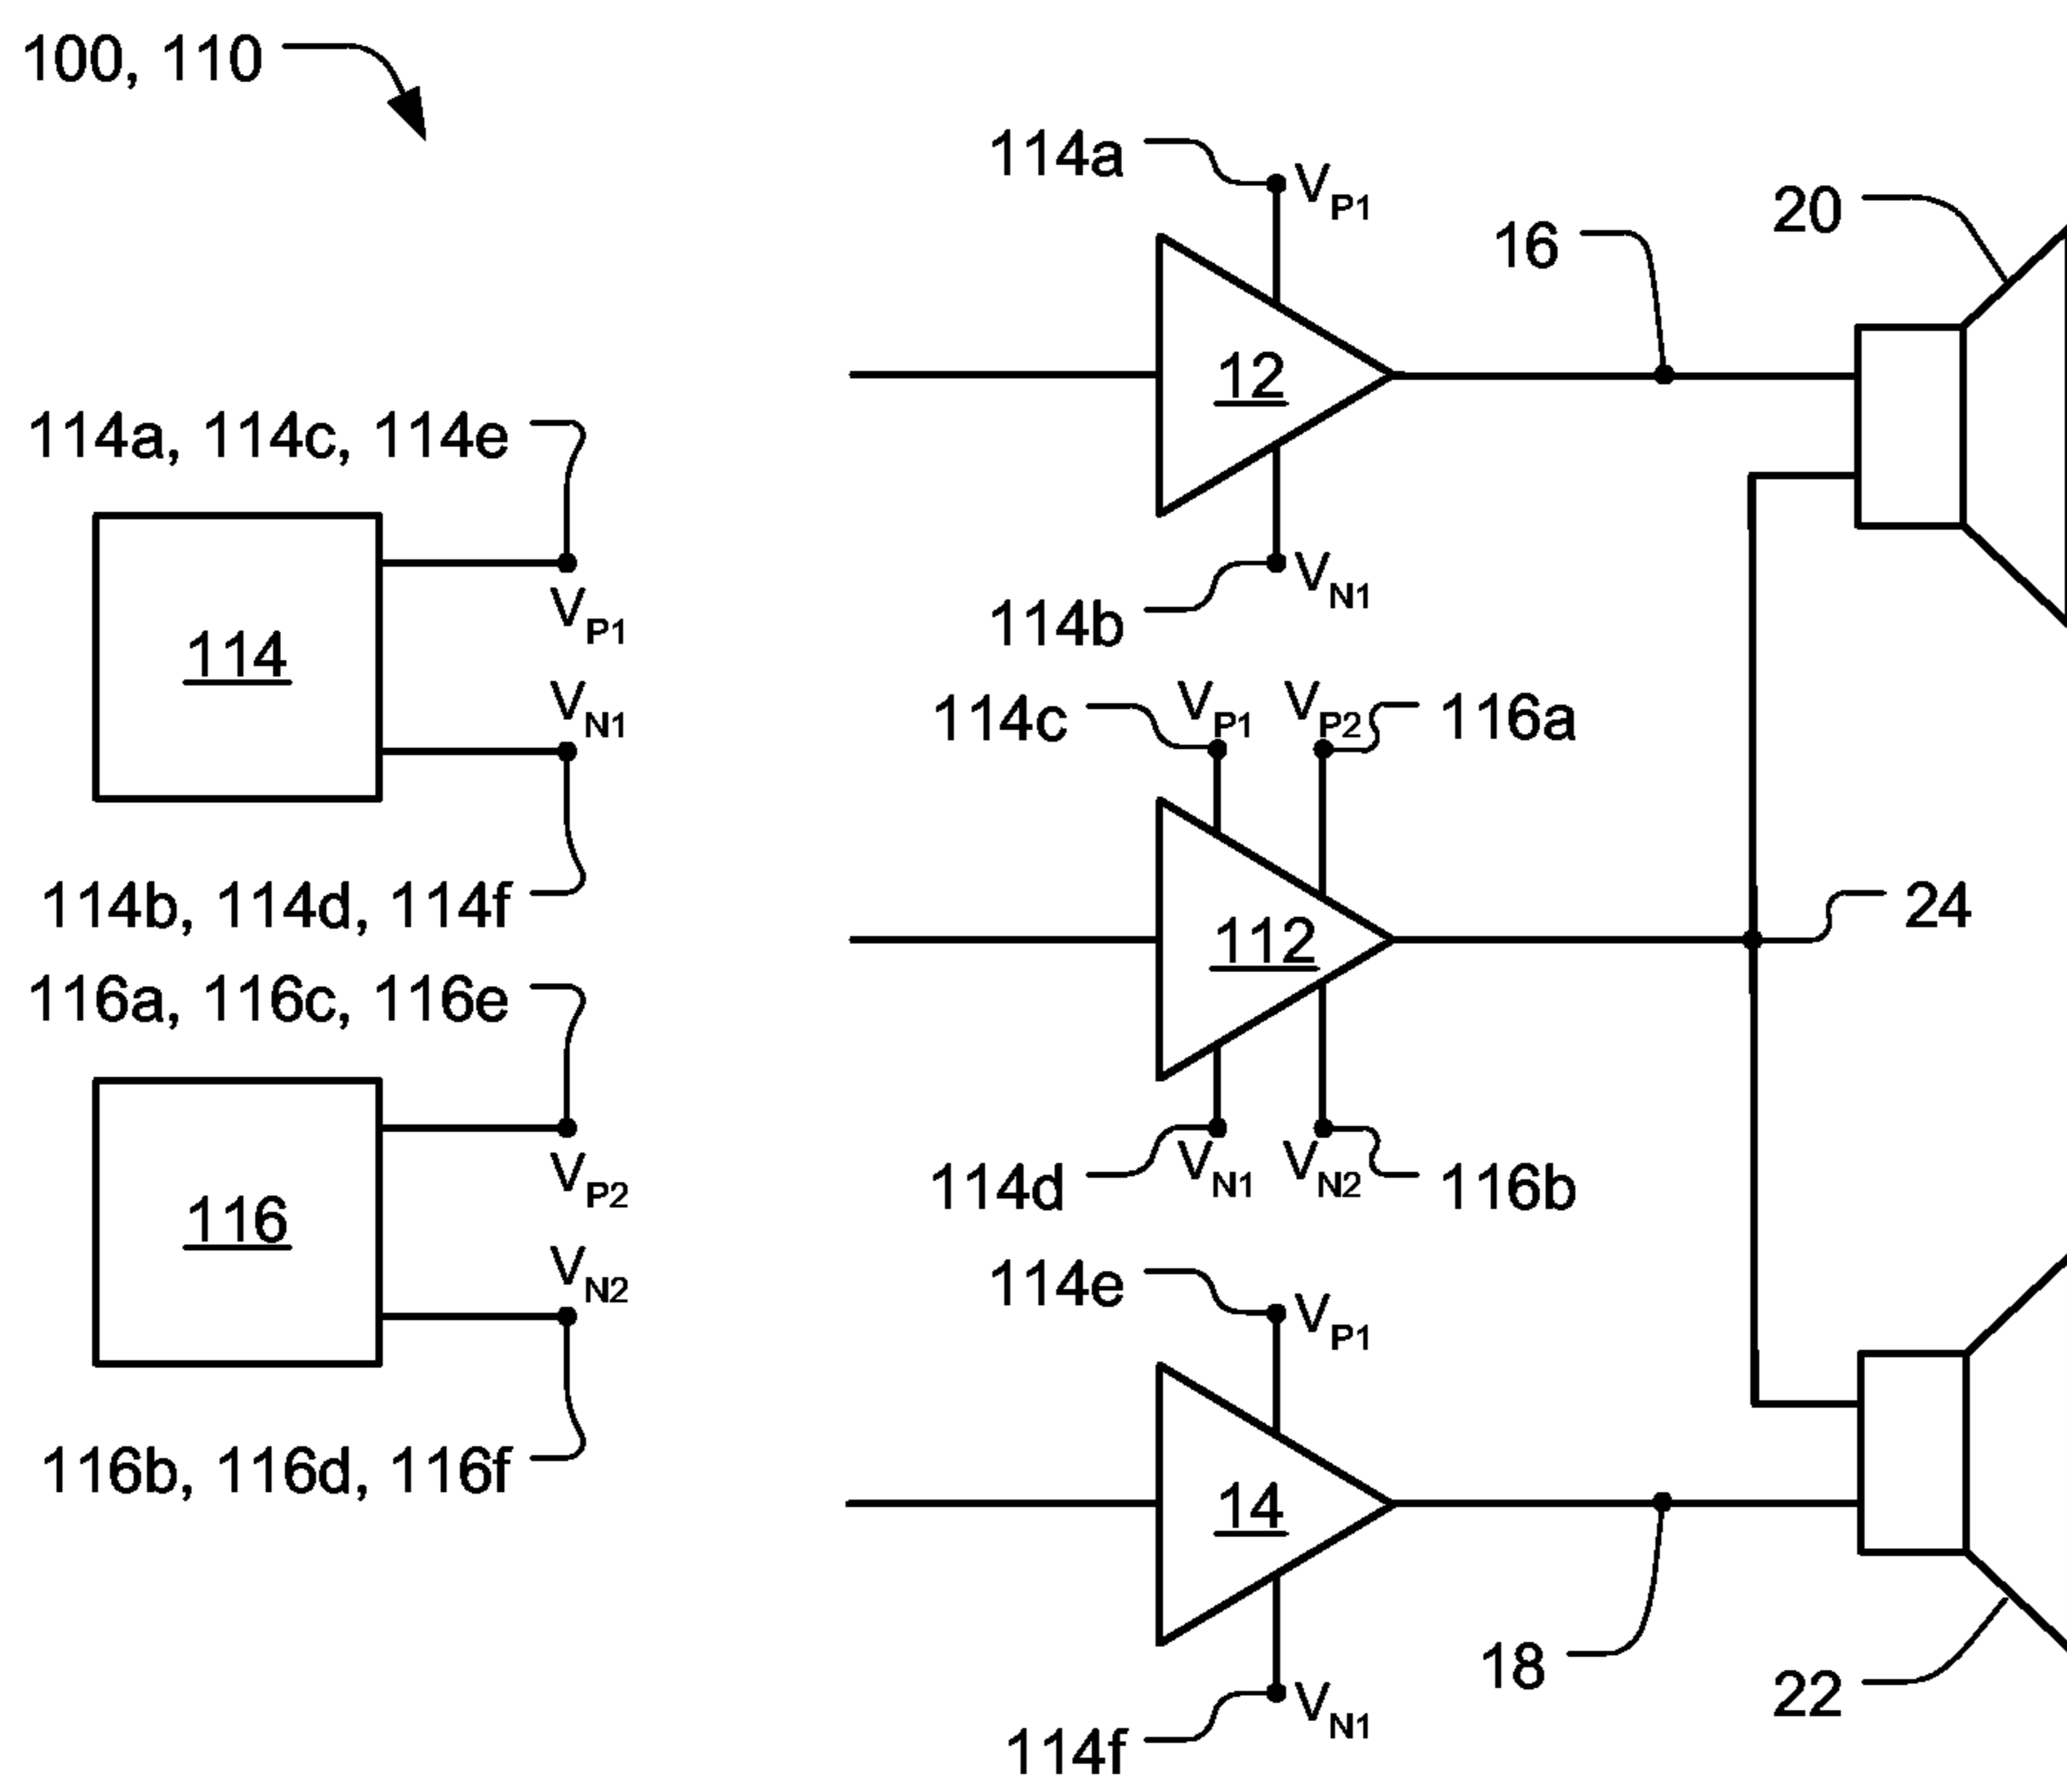 100, 110
114a
VP1
16
20
12
114a, 114c, 114e
VN1
114b
VP1
114
VN1
114c
VP1
VP2
116a
114b, 114d, 114f
24
112
116a, 116c, 116e
114d
VN1
VN2
116b
VP2
116
VN2
114e
VP1
116b, 116d, 116f
14
18
22
VN1
114f